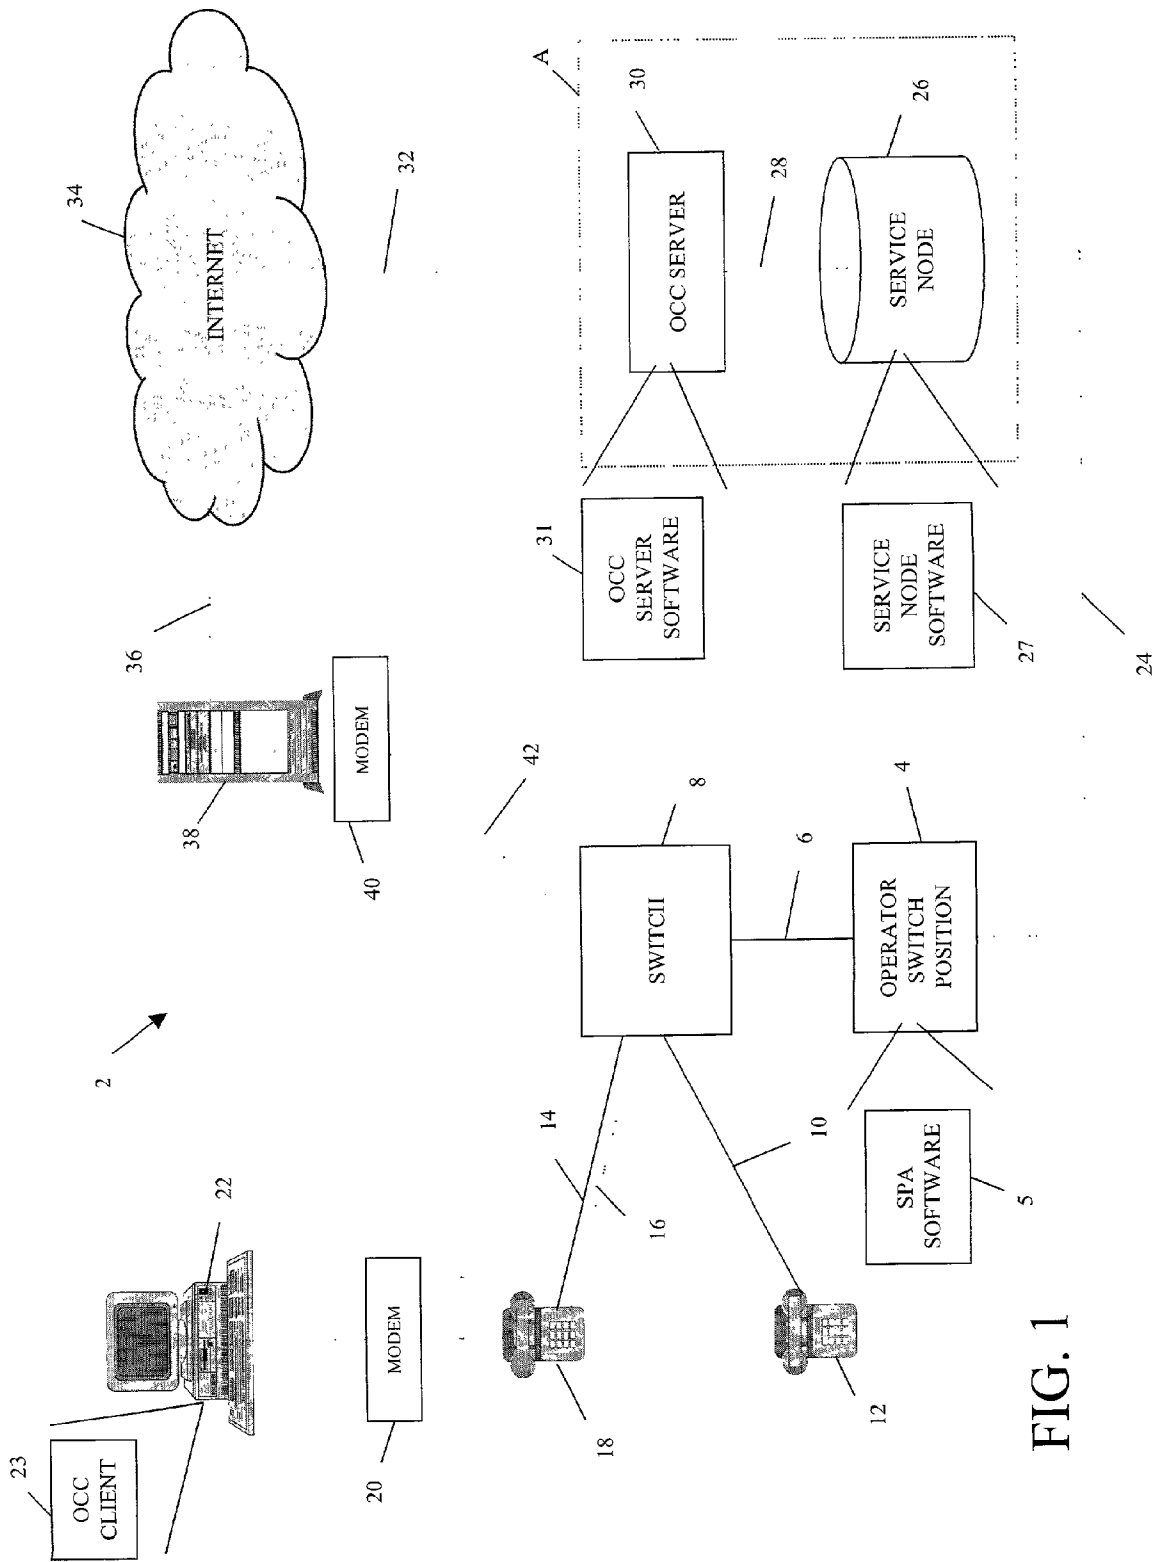 23
OCC
CLIENT
22
2
38
36
34
INTERNET
32
MODEM
20
MODEM
40
42
18
14
16
SWITCH
8
6
31
OCC
SERVER
SOFTWARE
30
A
OCC SERVER
28
12
10
SPA
SOFTWARE
5
OPERATOR
SWITCH
POSITION
4
SERVICE
NODE
SOFTWARE
27
SERVICE
NODE
26
24
FIG. 1